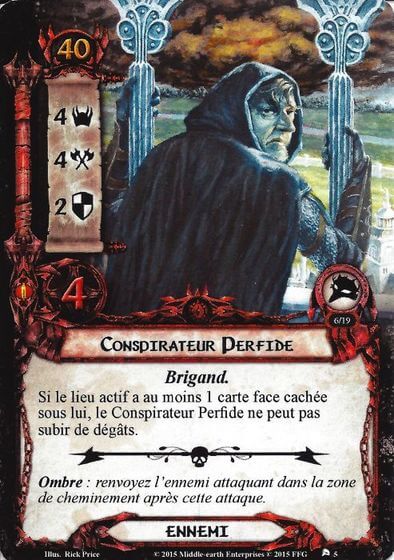 40
4
4
2
4
6/19
CONSPIRATEUR PERFIDE
Brigand.
Si le lieu actif a au moins 1 carte face cachée
sous lui, le Conspirateur Perfide ne peut pas
subir de dégâts.
Ombre : renvoyez l'ennemi attaquant dans la zone
de cheminement après cette attaque.
ENNEMI
Illus. Rick Price
© 2015 Middle-earth Enterprises © 2015 FFG
5